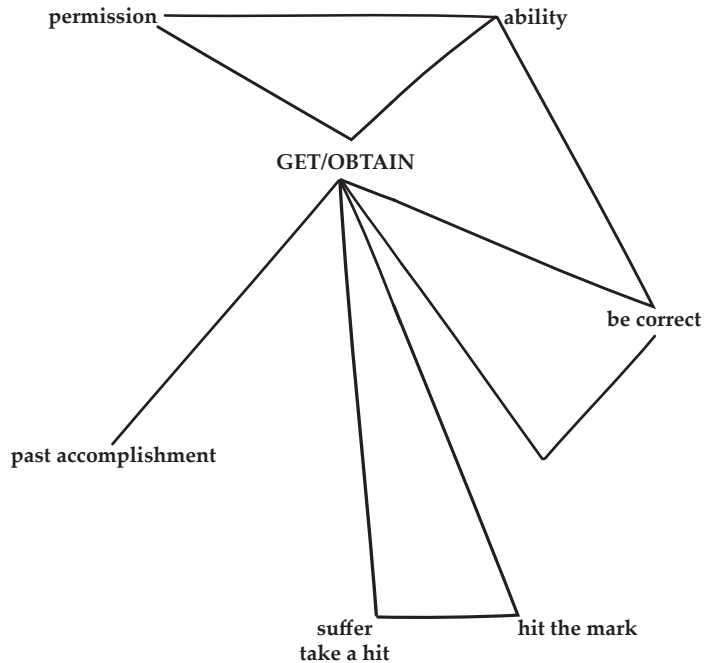 permission
ability
GET/OBTAIN
be correct
past accomplishment
suffer
take a hit
hit the mark